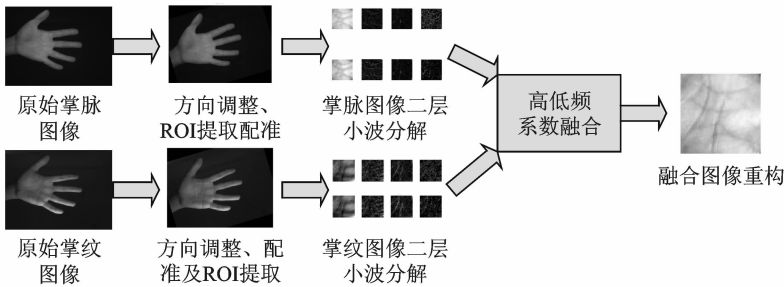 原始掌脉
图像
方向调整、
ROI提取配准
掌脉图像二层
小波分解
高低频
系数融合
融合图像重构
原始掌纹
图像
方向调整、配
准及ROI提取
掌纹图像二层
小波分解